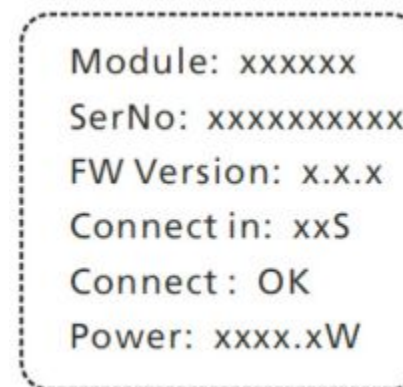 Module: xxxxxx
SerNo: xxxxxxxxxx
FW Version: x.x.x
Connect in: xxS
Connect : OK
Power: xxxx.xW